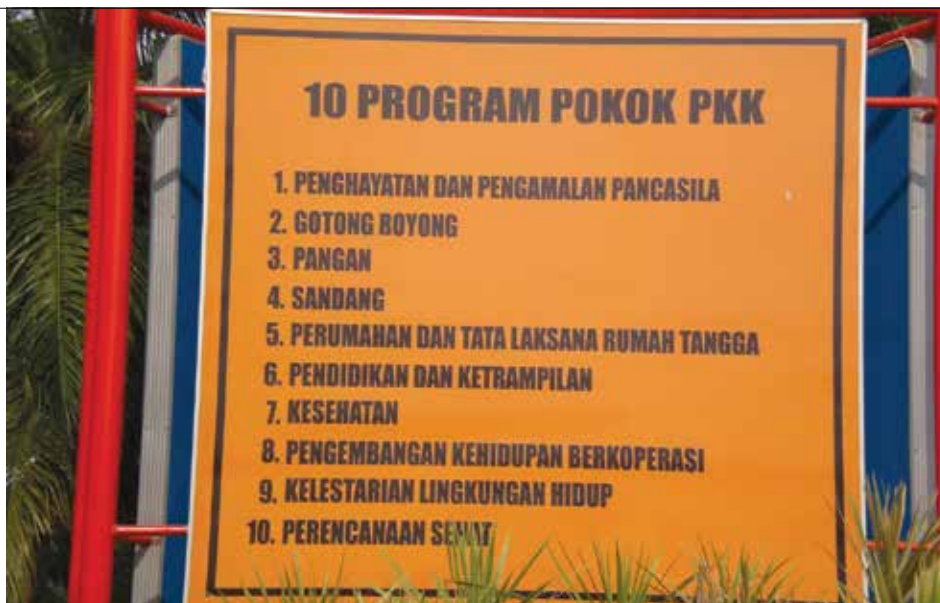 10 PROGRAM POKOK PKK
1. PENGHAYATAN DAN PENGAMALAN PANCASILA
2. GOTONG ROYONG
3. PANGAN
4. SANDANG
5. PERUMAHAN DAN TATA LAKSANA RUMAH TANGGA
6. PENDIDIKAN DAN KETRAMPILAN
7. KESEHATAN
8. PENGEMBANGAN KEHIDUPAN BERKOPERASI
9. KELESTARIAN LINGKUNGAN HIDUP
10. PERENCANAAN SEHAT